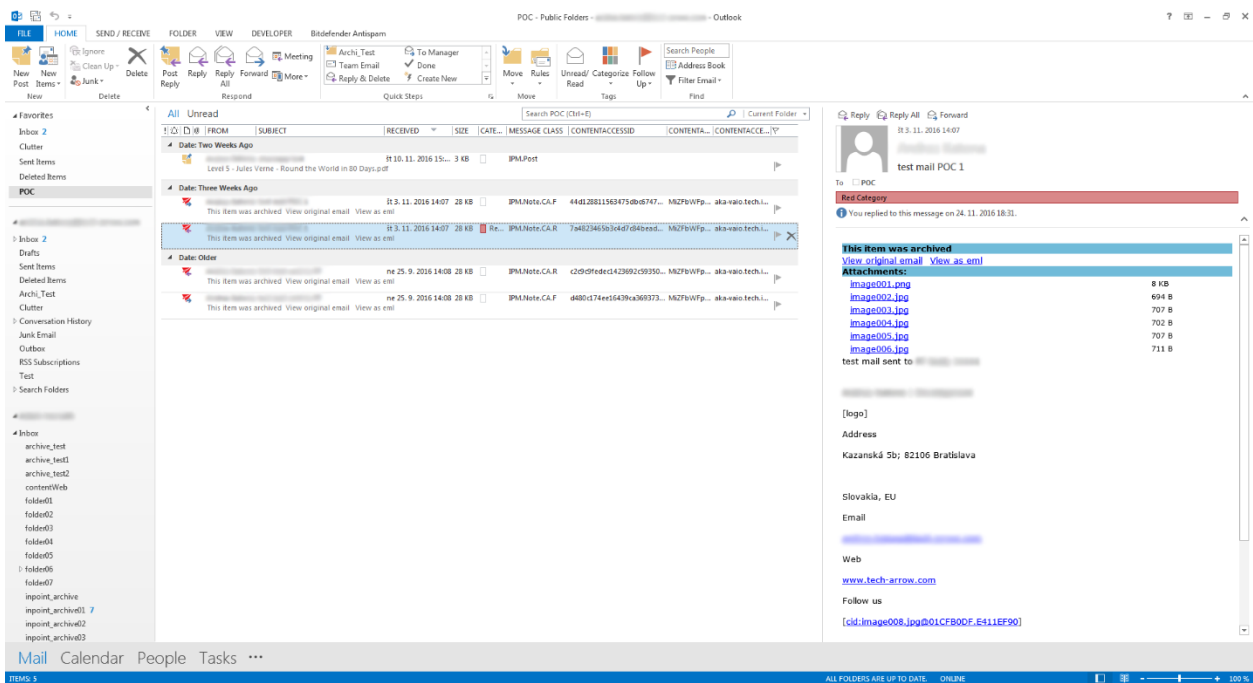 POC - Public Folders - - Outlook
FILE HOME SEND / RECEIVE FOLDER VIEW DEVELOPER Bitdefender Antispam
New Post
New Items
Ignore
Clean Up
Junk
Delete
Post Reply
Reply
Reply All
Forward
Meeting
More
Archi_Test
Team Email
Reply & Delete
To Manager
Done
Create New
Move
Rules
Unread/ Read
Categorize
Follow Up
Search People
Address Book
Filter Email
New Delete Respond Quick Steps Move Tags Find
Favorites
Inbox 2
Clutter
Sent Items
Deleted Items
POC
Inbox 2
Drafts
Sent Items
Deleted Items
Archi_Test
Clutter
Conversation History
Junk Email
Outbox
RSS Subscriptions
Test
Search Folders
Inbox
archive_test
archive_test1
archive_test2
contentWeb
folder01
folder02
folder03
folder04
folder05
folder06
folder07
inpoint_archive
inpoint_archive01 7
inpoint_archive02
inpoint_archive03
All Unread
Search POC (Ctrl+E) Current Folder
FROM SUBJECT RECEIVED SIZE CATE... MESSAGE CLASS CONTENTACCESSID CONTENTA... CONTENTACCE...
Date: Two Weeks Ago
št 10. 11. 2016 15:... 3 KB IPM.Post
Level 5 - Jules Verne - Round the World in 80 Days.pdf
Date: Three Weeks Ago
št 3. 11. 2016 14:07 28 KB IPM.Note.CA.F 44d128811563475dbc6747... MiZFbWFp... aka-vaio.tech.i...
This item was archived View original email View as eml
št 3. 11. 2016 14:07 28 KB Re... IPM.Note.CA.R 7a4823465b3c4d7d84bead... MiZFbWFp... aka-vaio.tech.i...
This item was archived View original email View as eml
Date: Older
ne 25. 9. 2016 14:08 28 KB IPM.Note.CA.R c2c9d9fedec1423692c59350... MiZFbWFp... aka-vaio.tech.i...
This item was archived View original email View as eml
ne 25. 9. 2016 14:08 28 KB IPM.Note.CA.F d480c174ee16439ca369373... MiZFbWFp... aka-vaio.tech.i...
This item was archived View original email View as eml
Reply Reply All Forward
št 3. 11. 2016 14:07
test mail POC 1
To POC
Red Category
You replied to this message on 24. 11. 2016 18:31.
This item was archived
View original email View as eml
Attachments:
image001.png 8 KB
image002.jpg 694 B
image003.jpg 707 B
image004.jpg 702 B
image005.jpg 707 B
image006.jpg 711 B
test mail sent to
[logo]
Address
Kazanská 5b; 82106 Bratislava
Slovakia, EU
Email
Web
www.tech-arrow.com
Follow us
[cid:image008.jpg@01CFB0DF.E411EF90]
Mail Calendar People Tasks ...
ITEMS: 5 ALL FOLDERS ARE UP TO DATE. ONLINE 100 %